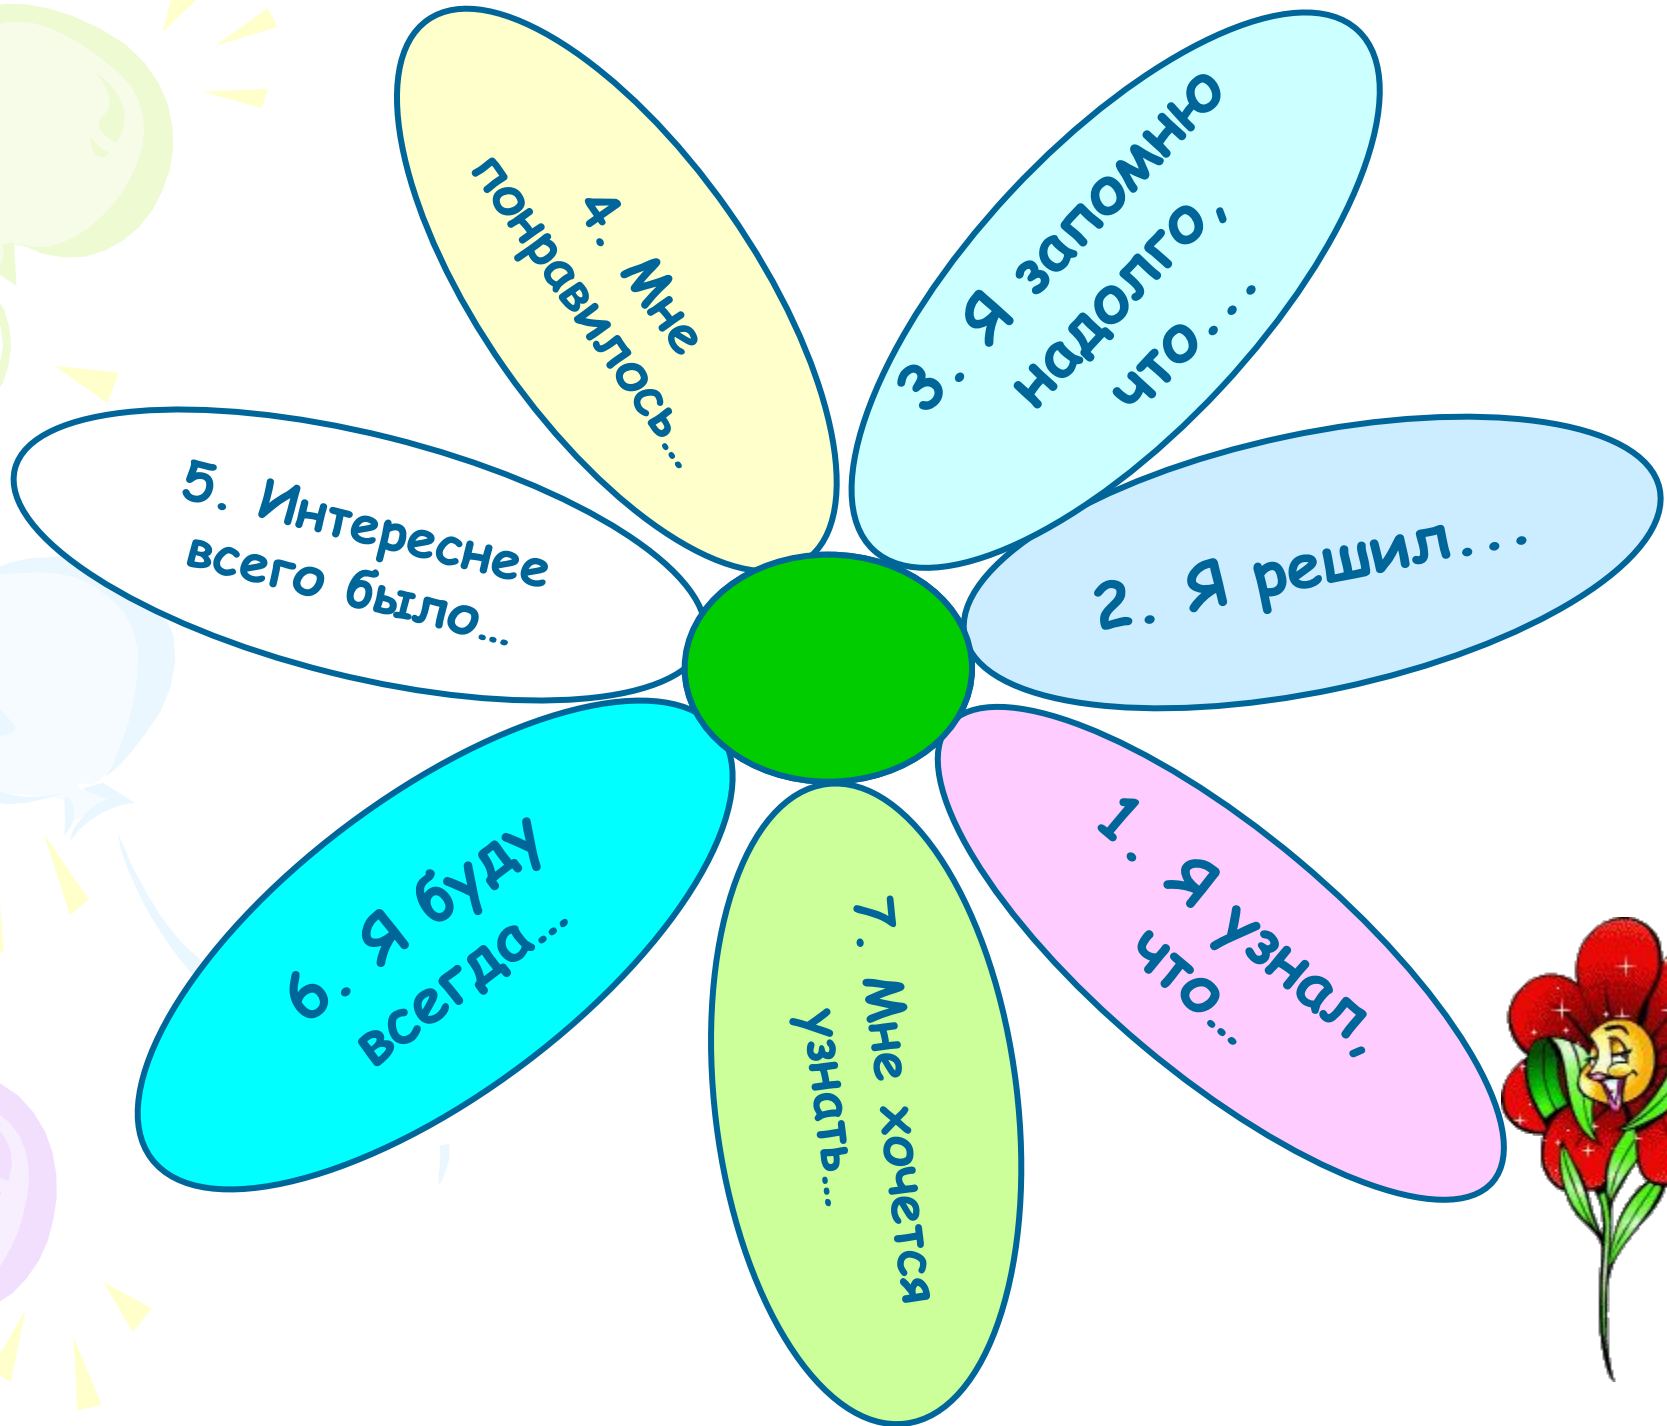 1. Я узнал,
что...
2. Я решил...
3. Я запомню
надолго,
что...
4. Мне
понравилось...
5. Интереснее
всего было...
6. Я буду
всегда...
7. Мне хочется
узнать...